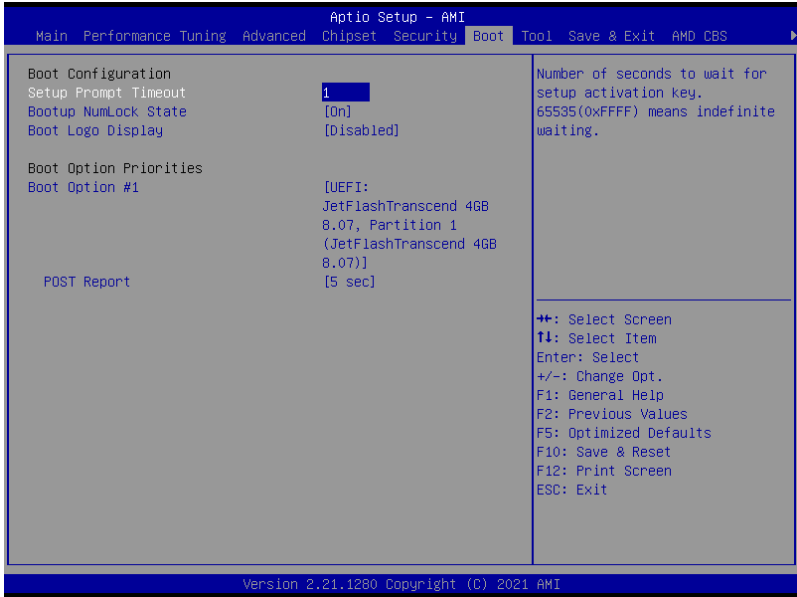 Aptio Setup – AMI
Main Performance Tuning Advanced Chipset Security Boot Tool Save & Exit AMD CBS ►
Boot Configuration
Setup Prompt Timeout 1
Bootup NumLock State [On]
Boot Logo Display [Disabled]
Boot Option Priorities
Boot Option #1 [UEFI:
JetFlashTranscend 4GB
8.07, Partition 1
(JetFlashTranscend 4GB
8.07)]
POST Report [5 sec]
Number of seconds to wait for
setup activation key.
65535(0xFFFF) means indefinite
waiting.
→←: Select Screen
↑↓: Select Item
Enter: Select
+/-: Change Opt.
F1: General Help
F2: Previous Values
F5: Optimized Defaults
F10: Save & Reset
F12: Print Screen
ESC: Exit
Version 2.21.1280 Copyright (C) 2021 AMI